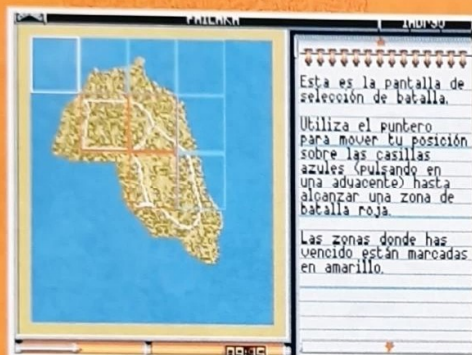 Esta es la pantalla de
selección de batalla.
Utiliza el puntero
para mover tu posición
sobre las casillas
azules (pulsando en
una adyacente) hasta
alcanzar una zona de
batalla roja.
Las zonas donde has
vencido están marcadas
en amarillo.